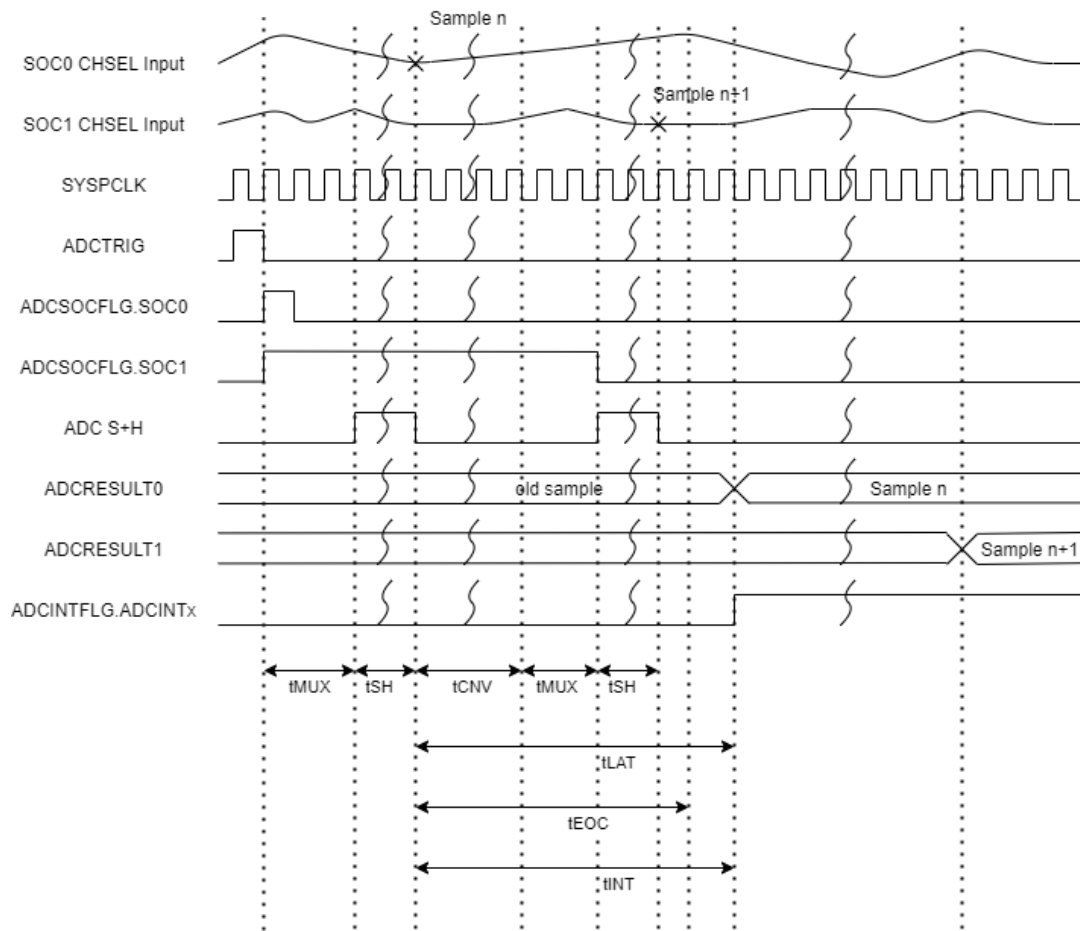 Sample n
SOC0 CHSEL Input
Sample n+1
SOC1 CHSEL Input
SYSPCLK
ADCTRIG
ADCSOCFLG.SOC0
ADCSOCFLG.SOC1
ADC S+H
ADCRESULT0
old sample
Sample n
ADCRESULT1
Sample n+1
ADCINTFLG.ADCINTx
tMUX
tSH
tCNV
tMUX
tSH
tLAT
tEOC
tINT